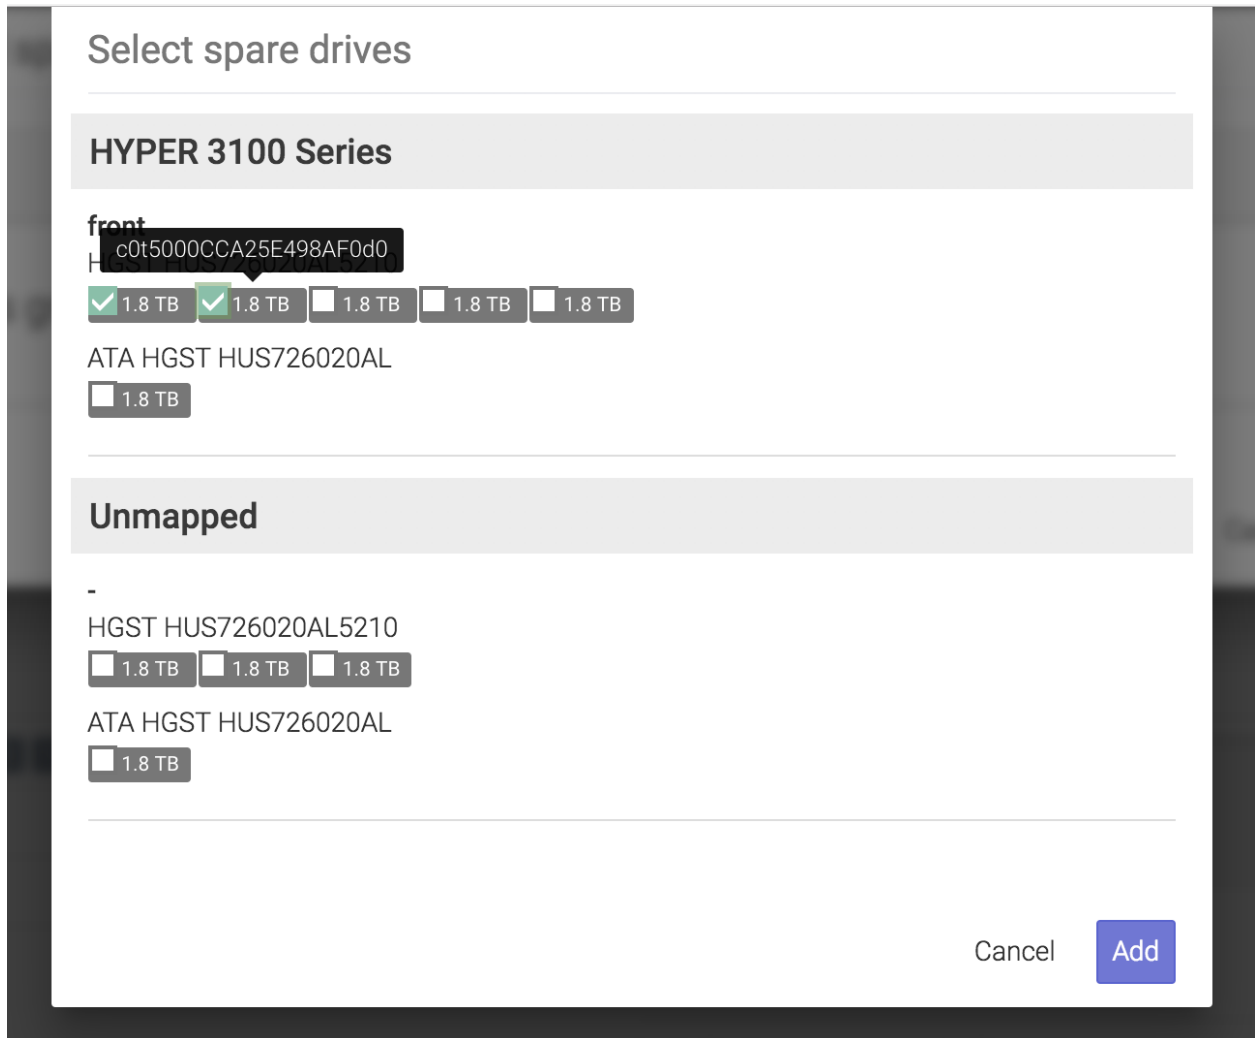 Select spare drives
HYPER 3100 Series
front
c0t5000CCA25E498AF0d0
HGST HUS726020AL5210
1.8 TB 1.8 TB 1.8 TB 1.8 TB 1.8 TB
ATA HGST HUS726020AL
1.8 TB
Unmapped
-
HGST HUS726020AL5210
1.8 TB 1.8 TB 1.8 TB
ATA HGST HUS726020AL
1.8 TB
Cancel Add